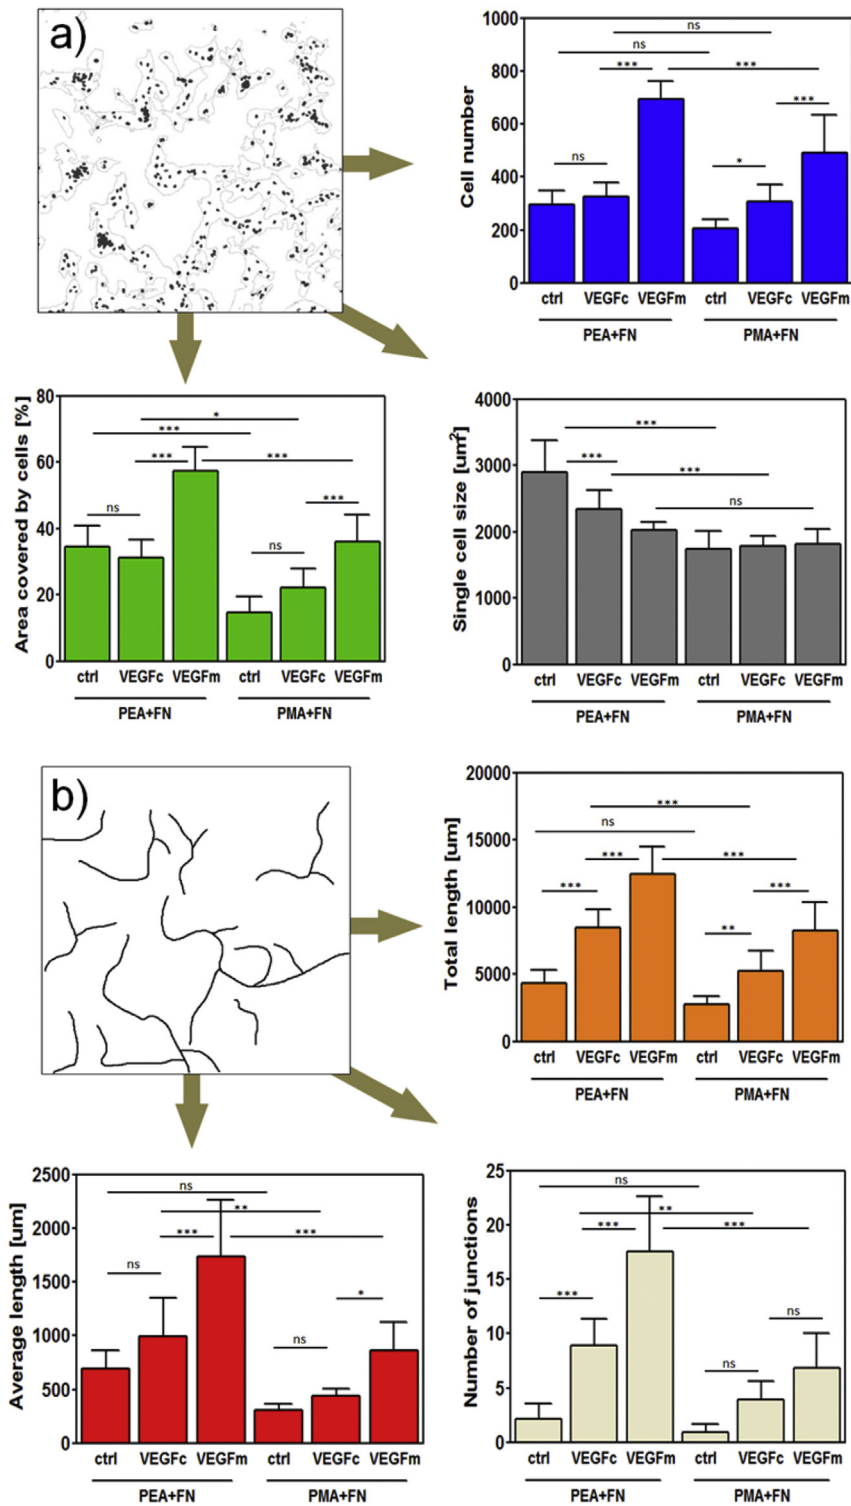 a)
Cell number
1000
800
600
400
200
0
ns
ns
***
***
***
ns
*
ctrl VEGFc VEGFm ctrl VEGFc VEGFm
PEA+FN PMA+FN
Area covered by cells [%]
80
60
40
20
0
*
***
***
***
***
ns
ns
ctrl VEGFc VEGFm ctrl VEGFc VEGFm
PEA+FN PMA+FN
Single cell size [um²]
4000
3000
2000
1000
0
***
***
***
ns
ctrl VEGFc VEGFm ctrl VEGFc VEGFm
PEA+FN PMA+FN
b)
Total length [um]
20000
15000
10000
5000
0
***
ns
***
***
***
***
**
ctrl VEGFc VEGFm ctrl VEGFc VEGFm
PEA+FN PMA+FN
Average length [um]
2500
2000
1500
1000
500
0
ns
**
***
***
ns
*
ns
ctrl VEGFc VEGFm ctrl VEGFc VEGFm
PEA+FN PMA+FN
Number of junctions
25
20
15
10
5
0
ns
**
***
***
***
ns
ns
ctrl VEGFc VEGFm ctrl VEGFc VEGFm
PEA+FN PMA+FN